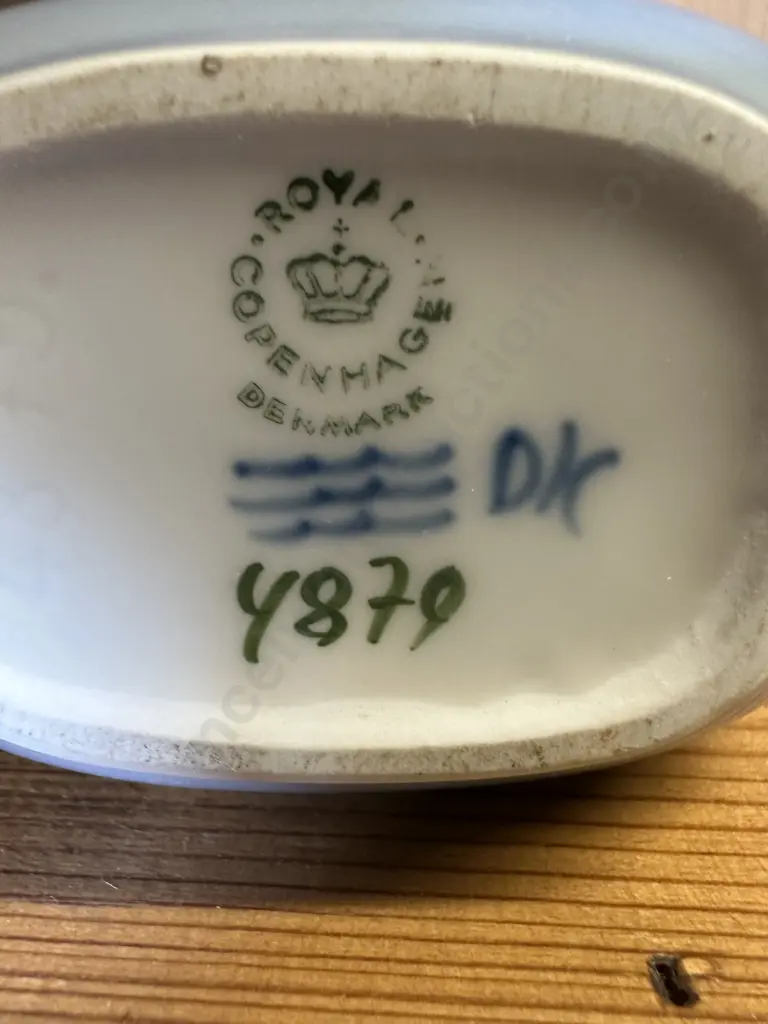 ROYAL
COPENHAGEN
DENMARK
DK
4879